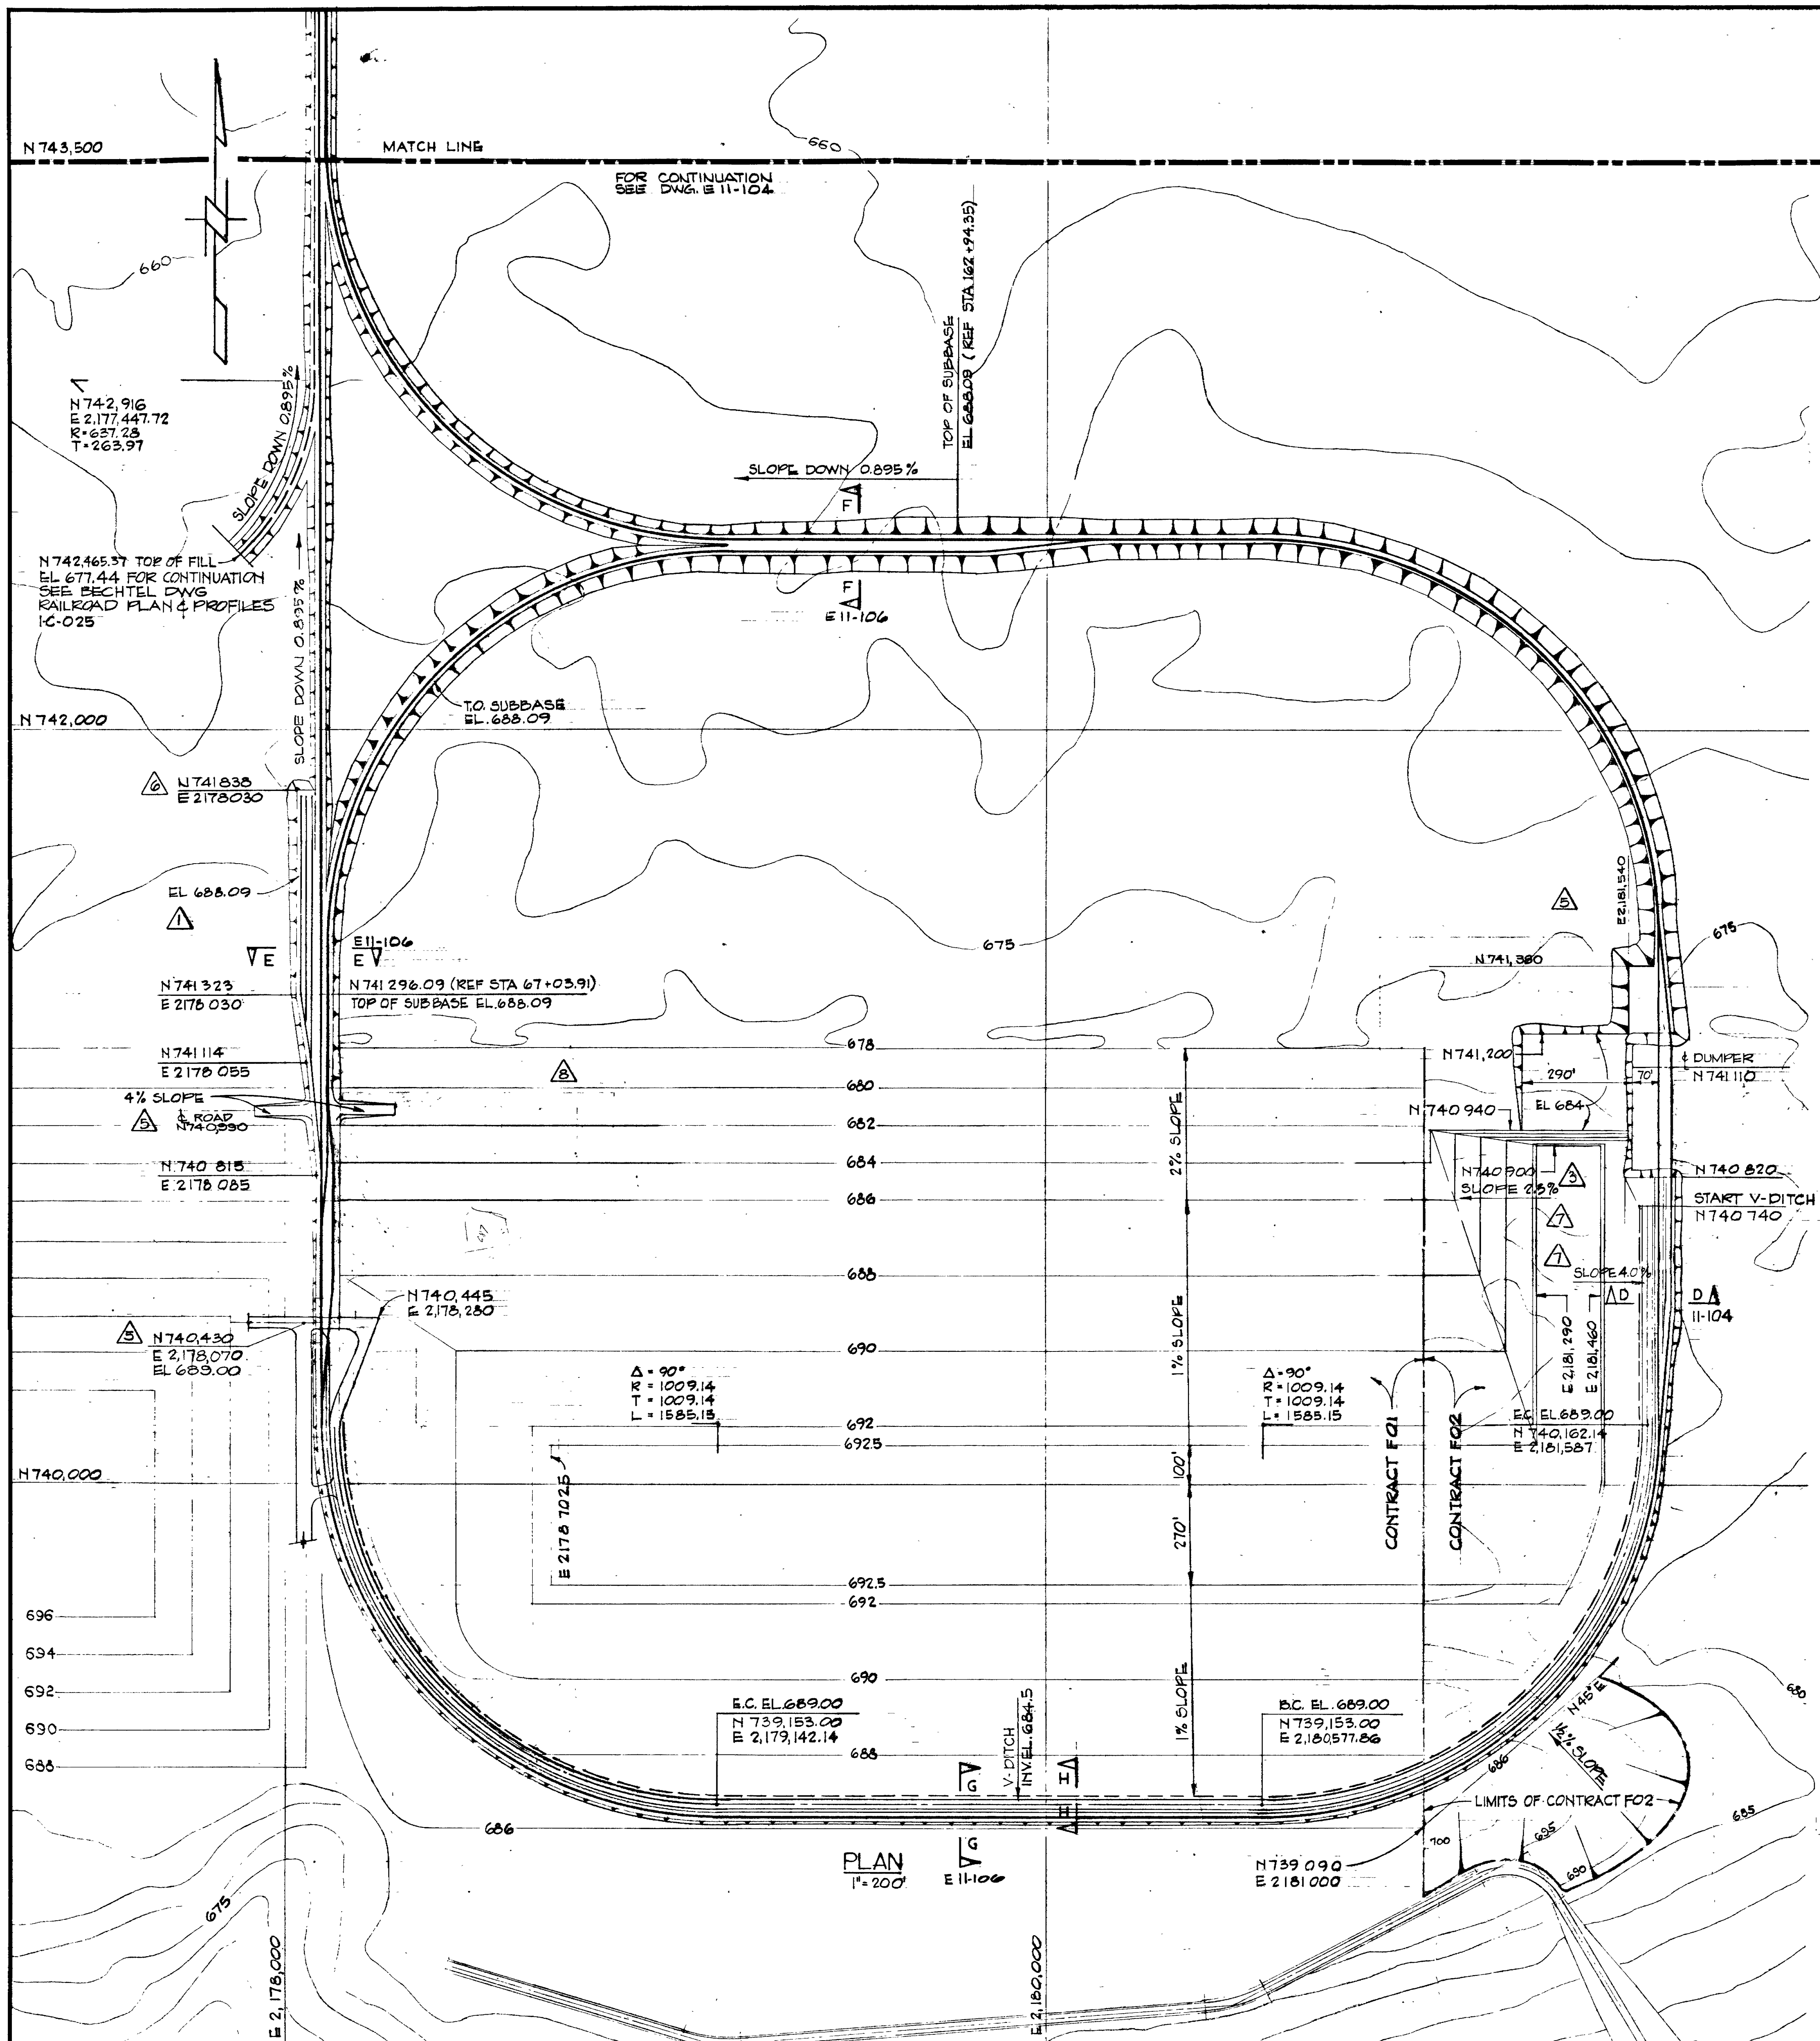 N 743,500
MATCH LINE
660
FOR CONTINUATION
SEE DWG. E 11-104
660
TOP OF SUBBASE
EL 688.09 (REF STA 162+94.35)
N 742,916
E 2,177,447.72
R=637.28
T=263.97
SLOPE DOWN 0.895%
SLOPE DOWN 0.895%
F
N 742,465.37 TOP OF FILL
EL 677.44 FOR CONTINUATION
SEE BECHTEL DWG
RAILROAD PLAN & PROFILES
1-C-025
F
E 11-106
SLOPE DOWN 0.895%
T.O. SUBBASE
EL. 688.09
N 742,000
6
N 741838
E 2178030
EL 688.09
1
5
E 2,181,540
E11-106
E
E
675
675
N 741,380
N 741323
E 2178 030
N 741 296.09 (REF STA 67+03.91)
TOP OF SUBBASE EL. 688.09
678
N 741 114
E 2178 055
8
N 741,200
℄ DUMPER
N 741 110
290'
70'
680
4% SLOPE
5
℄ ROAD
N 740,990
682
2% SLOPE
N 740 940
EL 684
684
N 740 815
E 2178 085
N 740 900
SLOPE 2.5%
3
N 740 820
686
START V-DITCH
N 740 740
7
7
688
SLOPE 4.0%
N 740,445
E 2,178,280
D
D
11-104
5
N 740,430
E 2,178,070
EL 689.00
690
1% SLOPE
E 2,181,290
E 2,181,460
Δ = 90°
R = 1009.14
T = 1009.14
L = 1585.15
Δ = 90°
R = 1009.14
T = 1009.14
L = 1585.15
CONTRACT F01
CONTRACT F02
E.C. EL. 689.00
N 740,162.14
E 2,181,587
692
692.5
N 740,000
100'
E 2178 702.5
270'
692.5
692
696
694
692
690
688
690
1% SLOPE
E.C. EL. 689.00
N 739,153.00
E 2,179,142.14
V-DITCH
INV. EL. 684.5
B.C. EL. 689.00
N 739,153.00
E 2,180,577.86
N 45° E
680
688
686
1/2% SLOPE
G
H
H
LIMITS OF CONTRACT F02
686
685
700
695
690
G
E 11-106
PLAN
1"=200'
N 739 090
E 2181 000
675
E 2,178,000
E 2,180,000